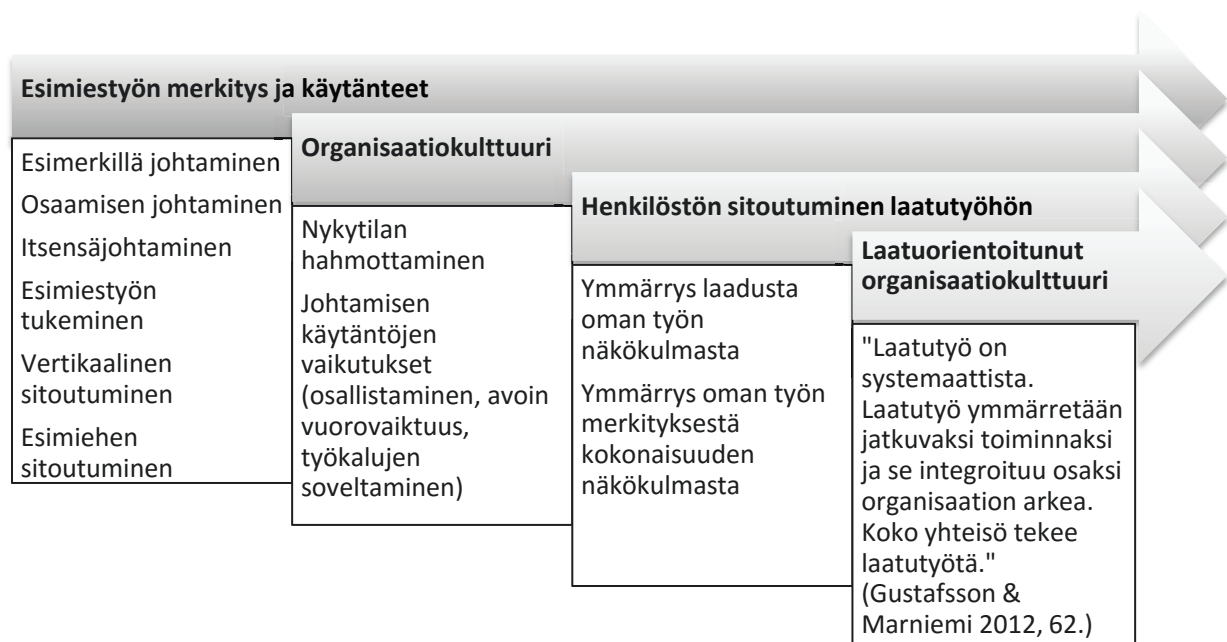 Esimiestyön merkitys ja käytänteet
Esimerkillä johtaminen
Osaamisen johtaminen
Itsensäjohtaminen
Esimiestyön
tukeminen
Vertikaalinen
sitoutuminen
Esimiehen
sitoutuminen
Organisaatiokulttuuri
Nykytilan
hahmottaminen
Johtamisen
käytäntöjen
vaikutukset
(osallistaminen, avoin
vuorovaiktuus,
työkalujen
soveltaminen)
Henkilöstön sitoutuminen laatutyöhön
Ymmärrys laadusta
oman työn
näkökulmasta
Ymmärrys oman työn
merkityksestä
kokonaisuuden
näkökulmasta
Laatuorientoitunut
organisaatiokulttuuri
"Laatutyö on
systemaattista.
Laatutyö ymmärretään
jatkuvaksi toiminnaksi
ja se integroituu osaksi
organisaation arkea.
Koko yhteisö tekee
laatutyötä."
(Gustafsson &
Marniemi 2012, 62.)